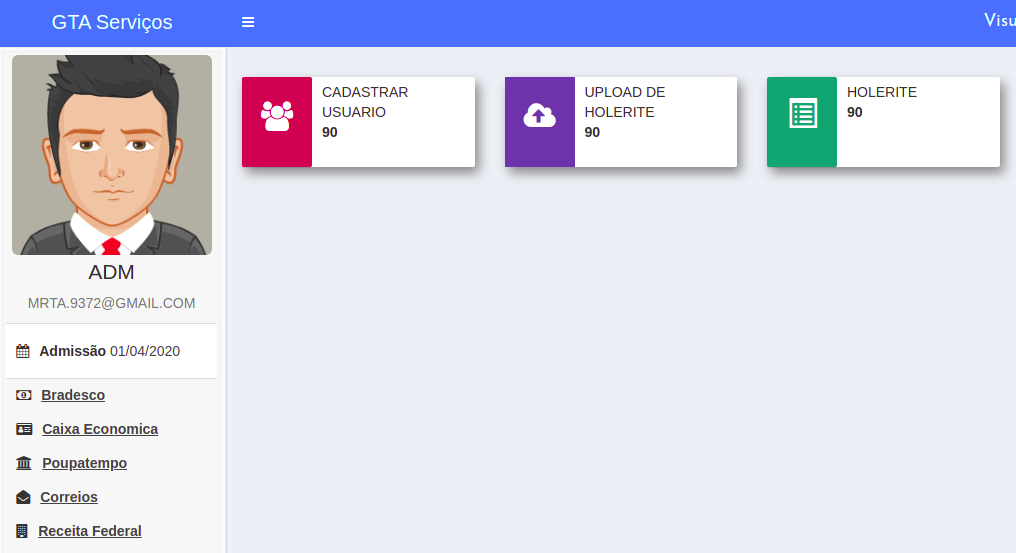 GTA Serviços
Visu
CADASTRAR
USUARIO
90
UPLOAD DE
HOLERITE
90
HOLERITE
90
ADM
MRTA.9372@GMAIL.COM
Admissão 01/04/2020
Bradesco
Caixa Economica
Poupatempo
Correios
Receita Federal